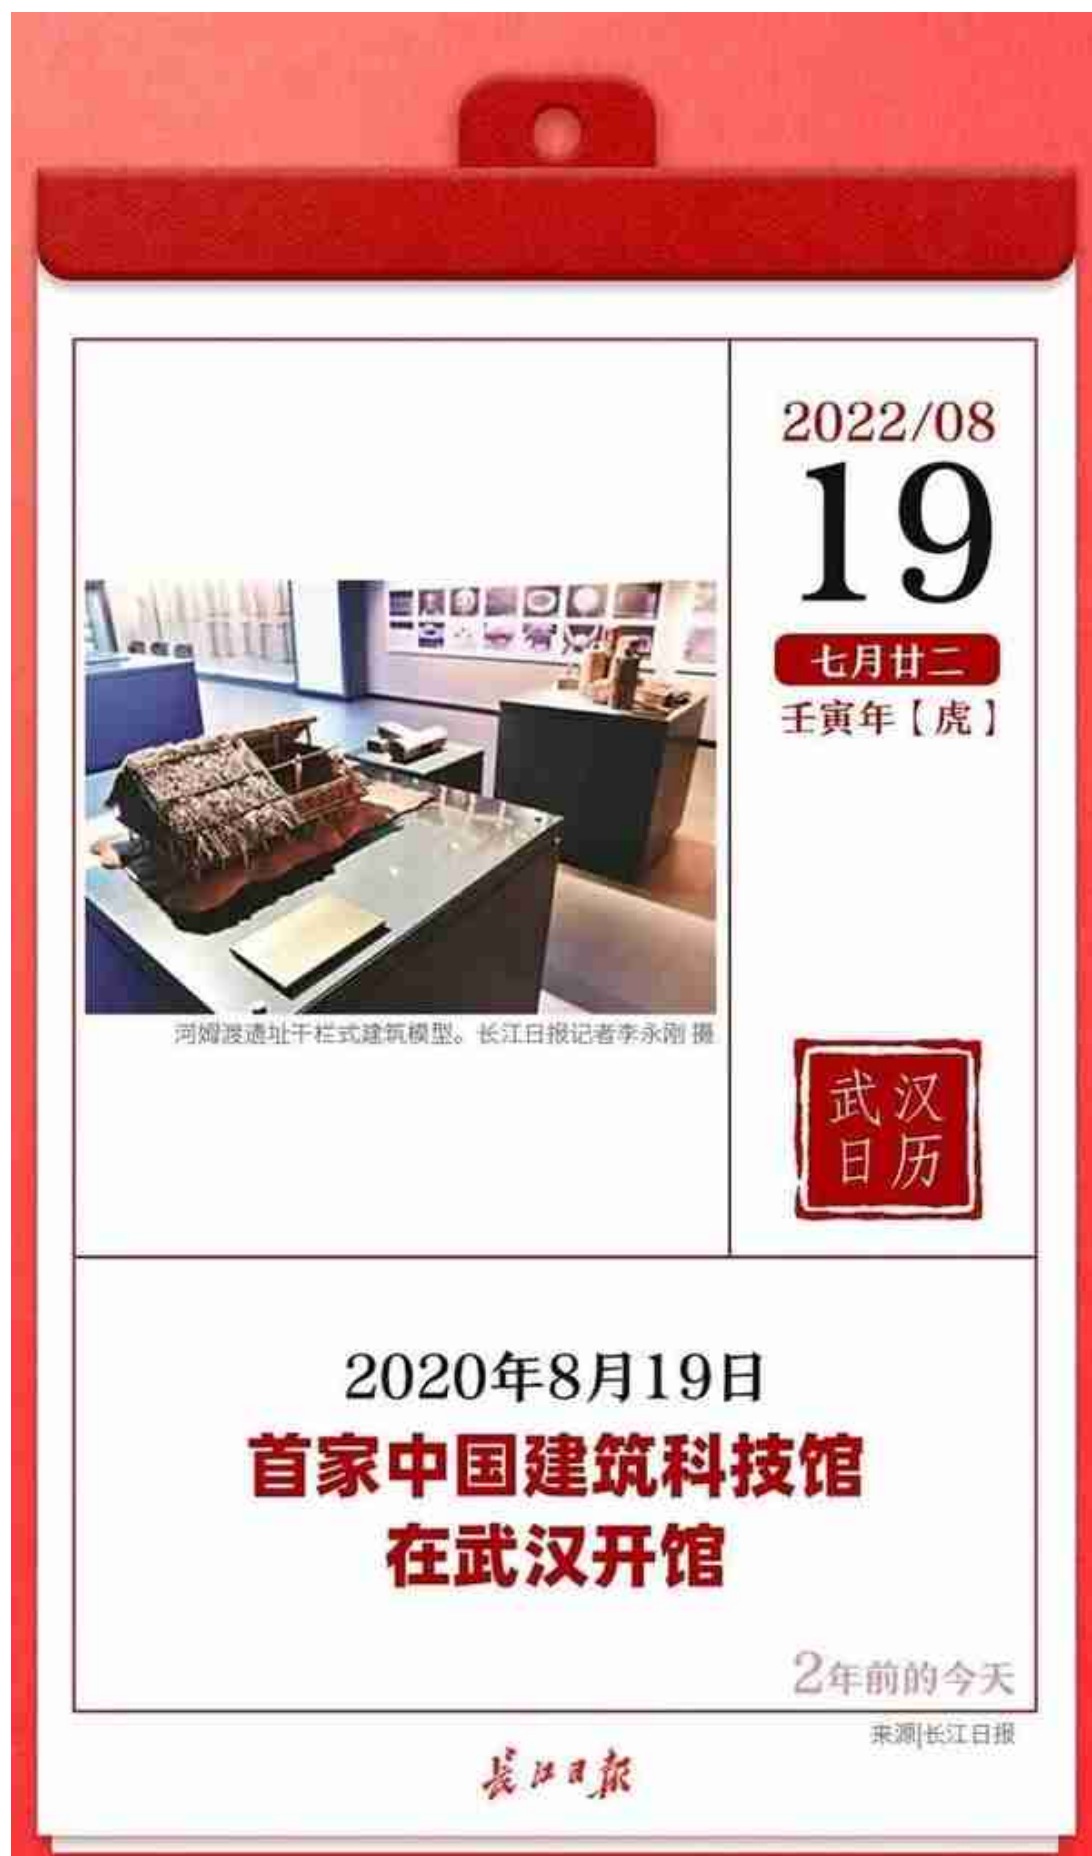 2022/08
19
七月廿二
壬寅年【虎】
河姆渡遗址干栏式建筑模型。长江日报记者李永刚 摄
武汉
日历
2020年8月19日
首家中国建筑科技馆
在武汉开馆
2年前的今天
来源|长江日报
长江日报